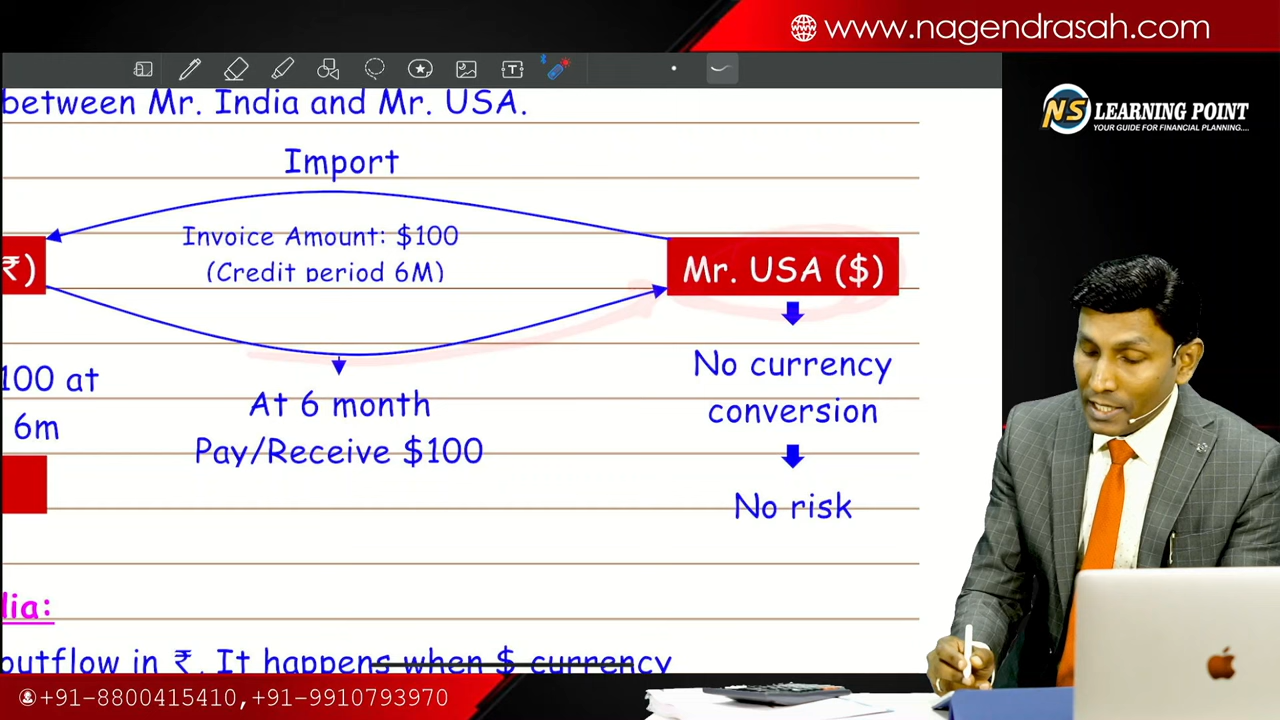 www.nagendrasah.com
NS LEARNING POINT
YOUR GUIDE FOR FINANCIAL PLANNING....
between Mr. India and Mr. USA.
Import
Invoice Amount: $100
(Credit period 6M)
₹)
Mr. USA ($)
100 at
6m
At 6 month
Pay/Receive $100
No currency
conversion
No risk
dia:
outflow in ₹. It happens when $ currency
+91-8800415410,+91-9910793970